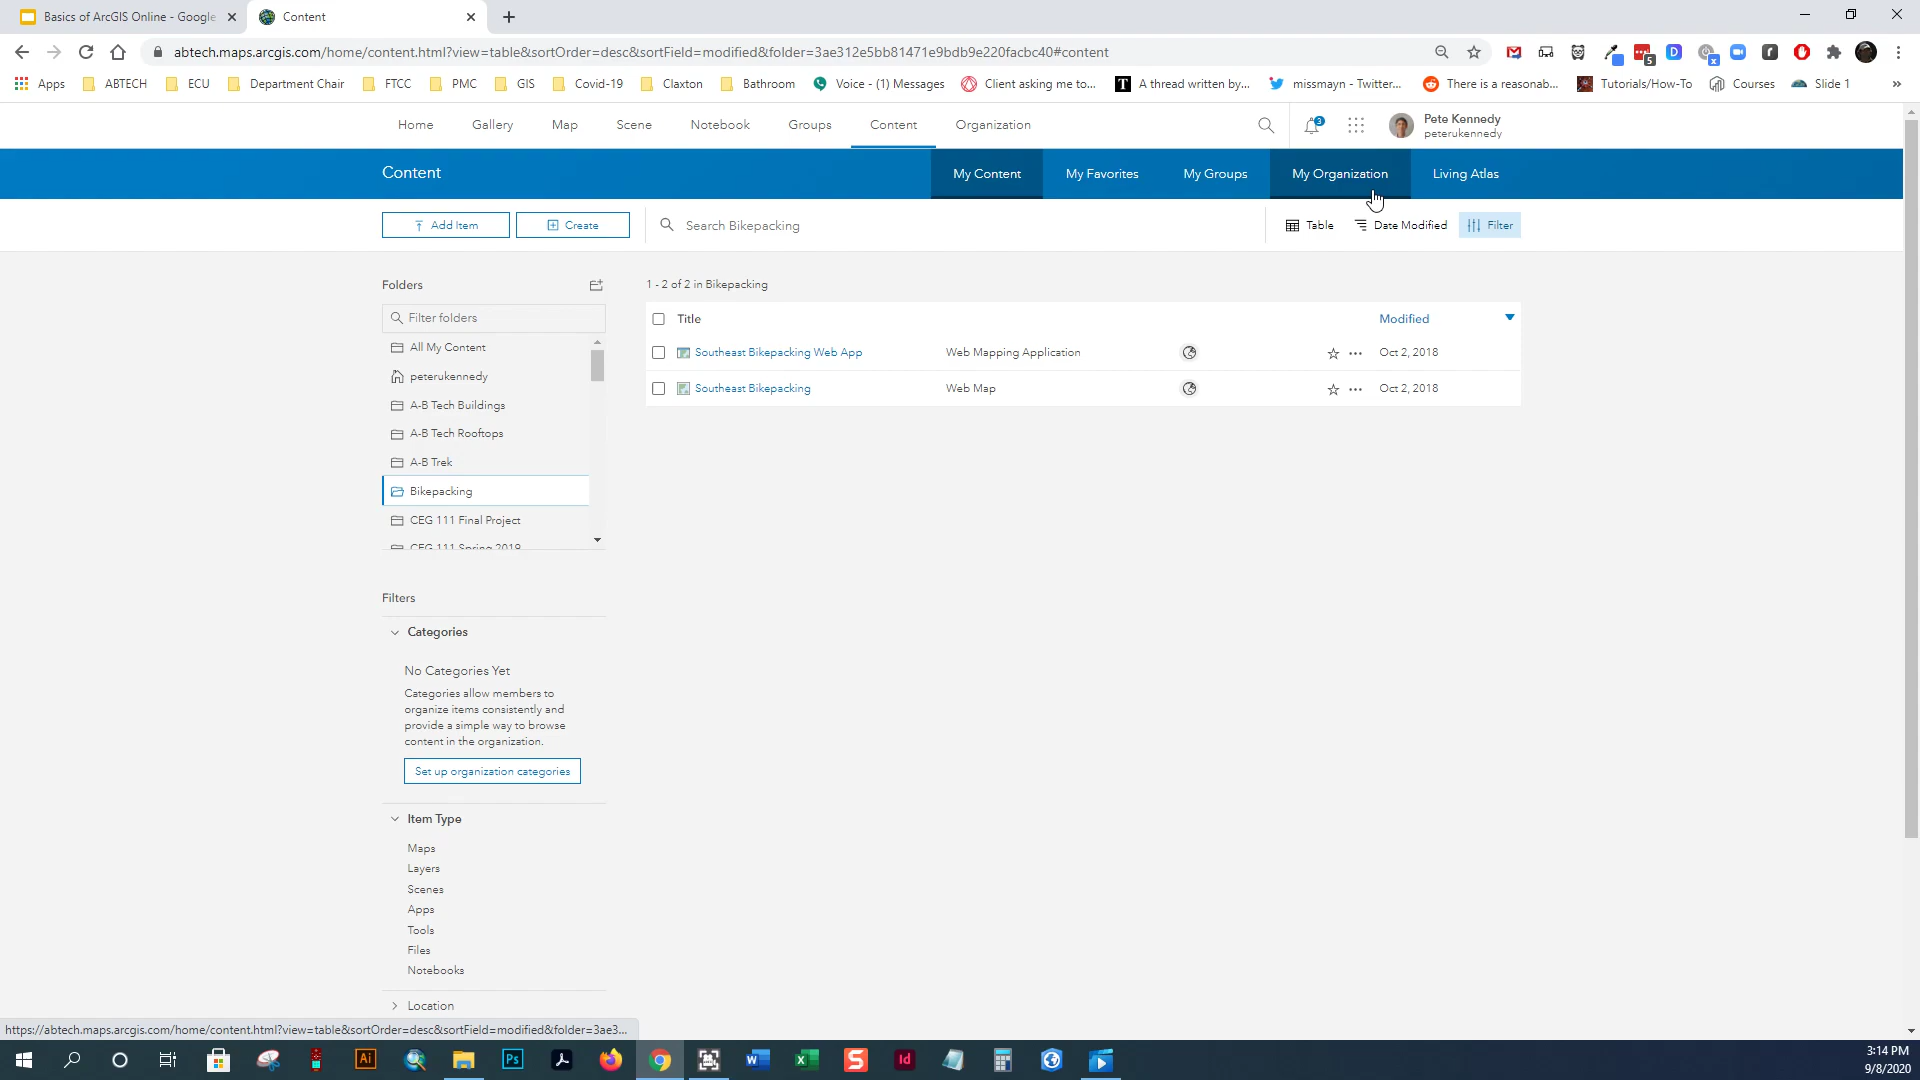 Basics of ArcGIS Online - Google
Content
abtech.maps.arcgis.com/home/content.html?view=table&sortOrder=desc&sortField=modified&folder=3ae312e5bb81471e9bdb9e220facbc40#content
Apps ABTECH ECU Department Chair FTCC PMC GIS Covid-19 Claxton Bathroom Voice - (1) Messages Client asking me to... A thread written by... missmayn - Twitter... There is a reasonab... Tutorials/How-To Courses Slide 1 »
Home Gallery Map Scene Notebook Groups Content Organization
3
Pete Kennedy
peterukennedy
Content My Content My Favorites My Groups My Organization Living Atlas
Add Item Create Search Bikepacking Table Date Modified Filter
Folders
Filter folders
All My Content
peterukennedy
A-B Tech Buildings
A-B Tech Rooftops
A-B Trek
Bikepacking
CEG 111 Final Project
CEG 111 Spring 2019
1 - 2 of 2 in Bikepacking
Title Modified
Southeast Bikepacking Web App Web Mapping Application Oct 2, 2018
Southeast Bikepacking Web Map Oct 2, 2018
Filters
Categories
No Categories Yet
Categories allow members to
organize items consistently and
provide a simple way to browse
content in the organization.
Set up organization categories
Item Type
Maps
Layers
Scenes
Apps
Tools
Files
Notebooks
Location
https://abtech.maps.arcgis.com/home/content.html?view=table&sortOrder=desc&sortField=modified&folder=3ae3...
3:14 PM
9/8/2020